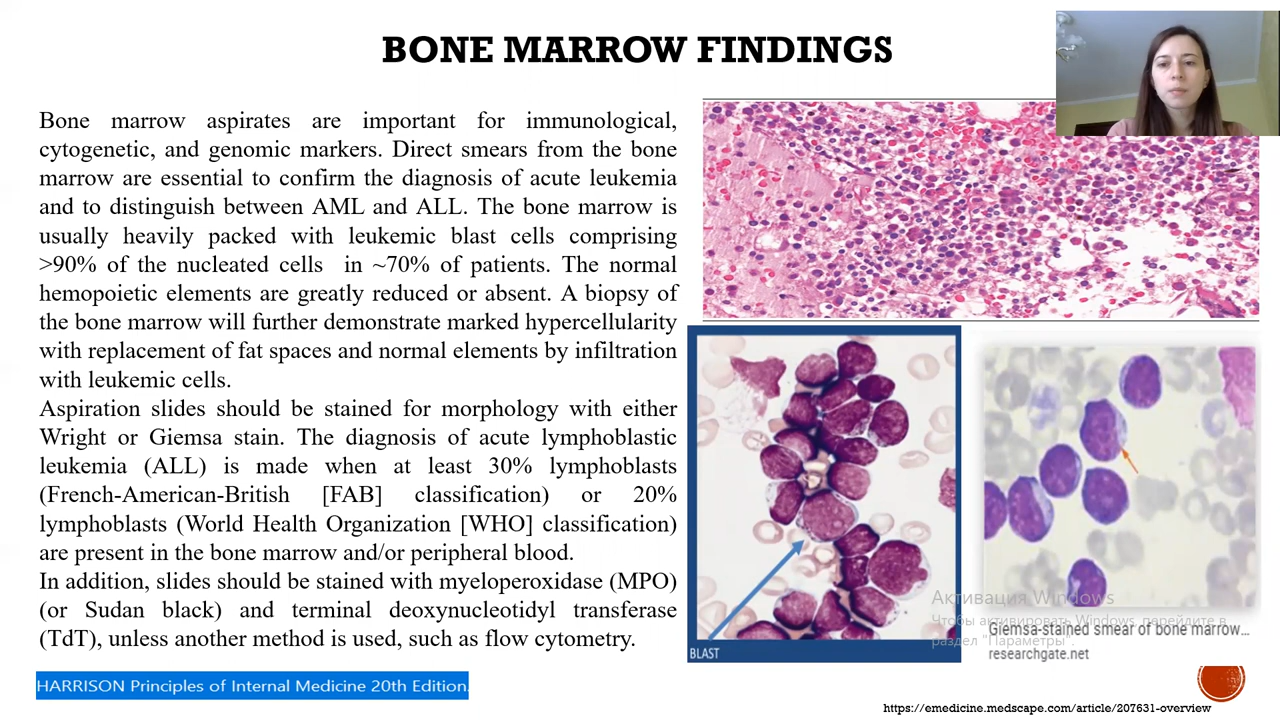 BONE MARROW FINDINGS
Bone marrow aspirates are important for immunological,
cytogenetic, and genomic markers. Direct smears from the bone
marrow are essential to confirm the diagnosis of acute leukemia
and to distinguish between AML and ALL. The bone marrow is
usually heavily packed with leukemic blast cells comprising
>90% of the nucleated cells in ~70% of patients. The normal
hemopoietic elements are greatly reduced or absent. A biopsy of
the bone marrow will further demonstrate marked hypercellularity
with replacement of fat spaces and normal elements by infiltration
with leukemic cells.
Aspiration slides should be stained for morphology with either
Wright or Giemsa stain. The diagnosis of acute lymphoblastic
leukemia (ALL) is made when at least 30% lymphoblasts
(French-American-British [FAB] classification) or 20%
lymphoblasts (World Health Organization [WHO] classification)
are present in the bone marrow and/or peripheral blood.
In addition, slides should be stained with myeloperoxidase (MPO)
(or Sudan black) and terminal deoxynucleotidyl transferase
(TdT), unless another method is used, such as flow cytometry.
HARRISON Principles of Internal Medicine 20th Edition.
BLAST
Активация Windows
Чтобы активировать Windows, перейдите в
раздел "Параметры".
Giemsa-stained smear of bone marrow...
researchgate.net
https://emedicine.medscape.com/article/207631-overview